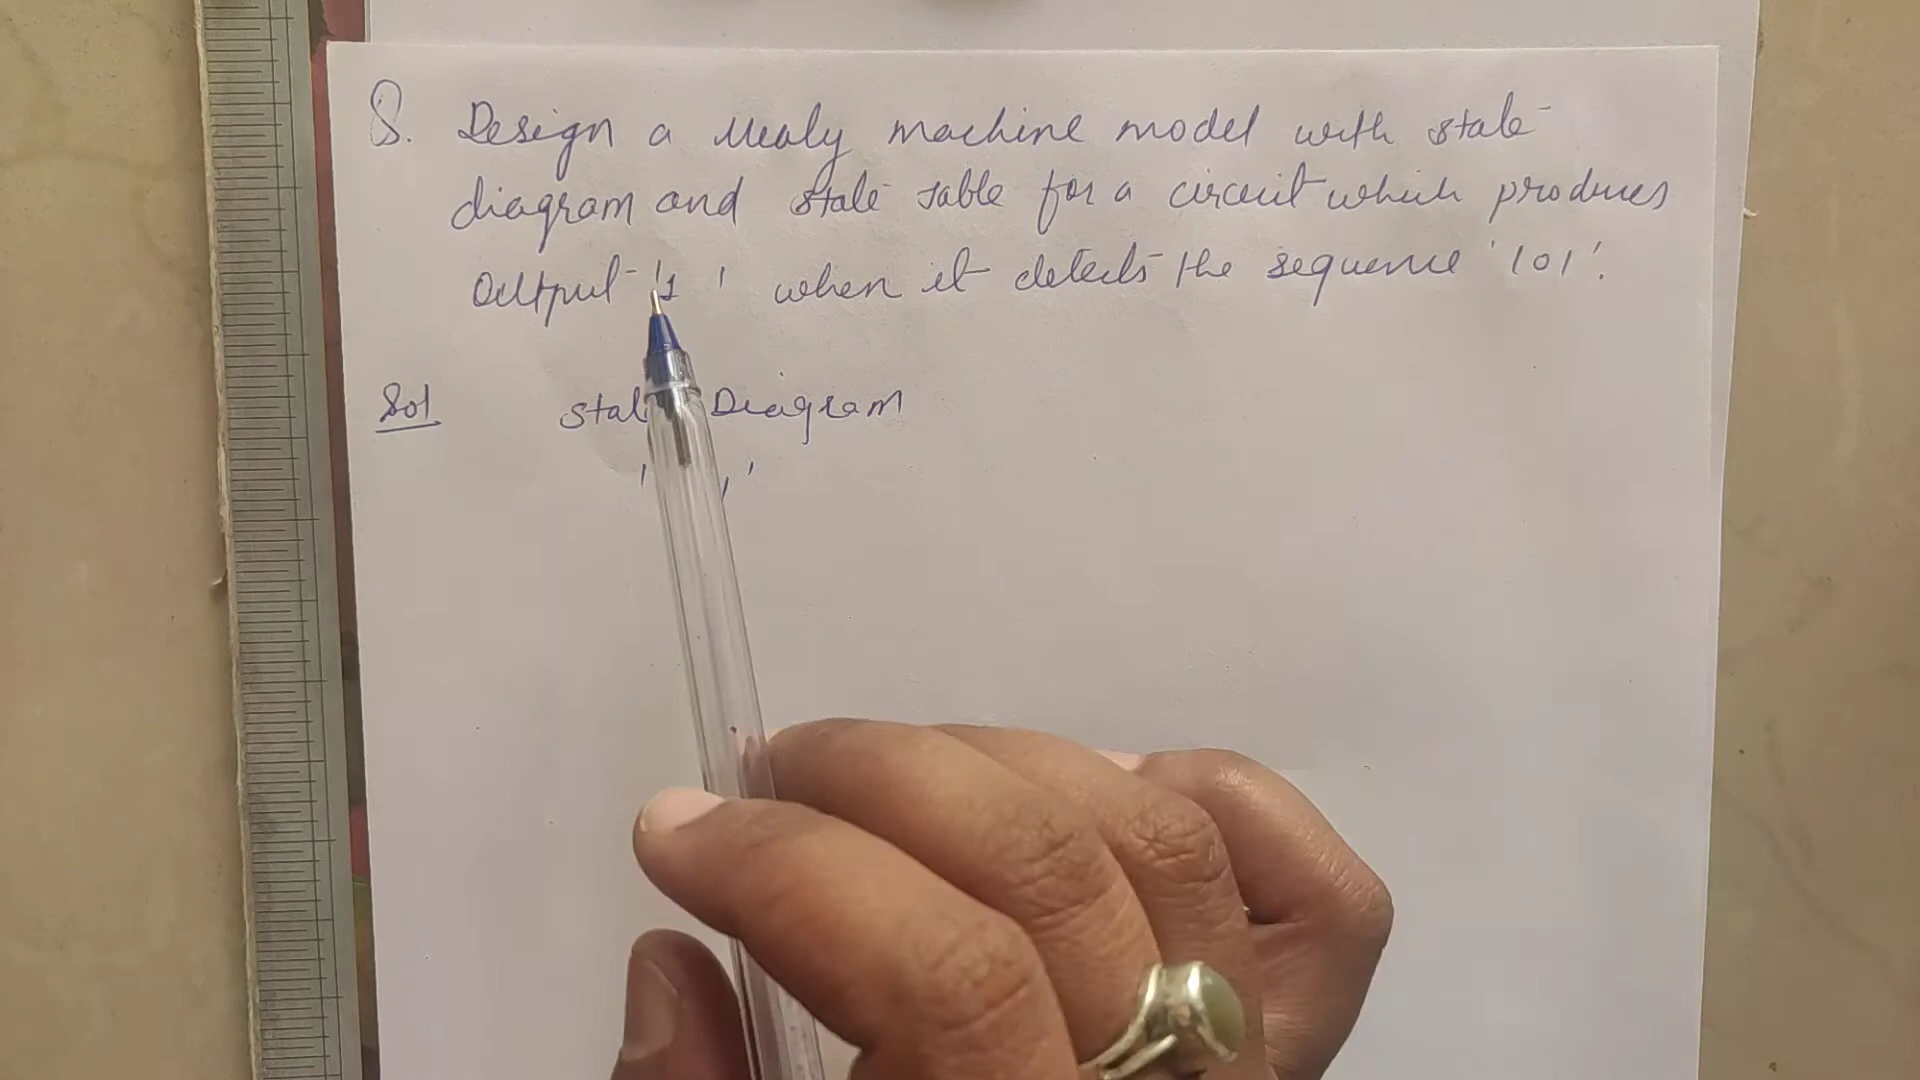 Q. Design a Mealy machine model with state
diagram and state table for a circuit which produces
Output '1' when it detects the sequence '101'.
Sol Diagram